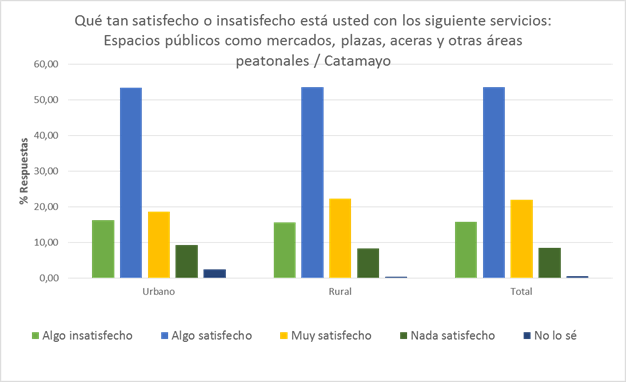 Qué tan satisfecho o insatisfecho está usted con los siguiente servicios:
Espacios públicos como mercados, plazas, aceras y otras áreas
peatonales / Catamayo
60,00
50,00
40,00
30,00
20,00
10,00
0,00
% Respuestas
Urbano Rural Total
Algo insatisfecho Algo satisfecho Muy satisfecho Nada satisfecho No lo sé